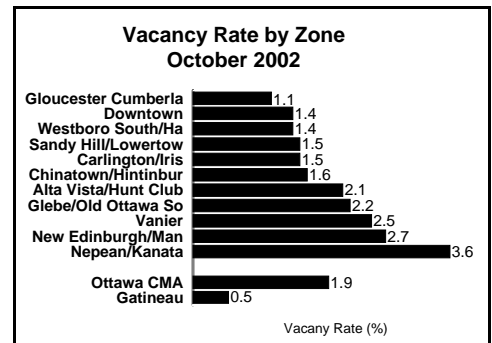 Vacancy Rate by Zone
October 2002
Gloucester Cumberla 1.1
Downtown 1.4
Westboro South/Ha 1.4
Sandy Hill/Lowertow 1.5
Carlington/Iris 1.5
Chinatown/Hintinbur 1.6
Alta Vista/Hunt Club 2.1
Glebe/Old Ottawa So 2.2
Vanier 2.5
New Edinburgh/Man 2.7
Nepean/Kanata 3.6
Ottawa CMA 1.9
Gatineau 0.5
Vacany Rate (%)